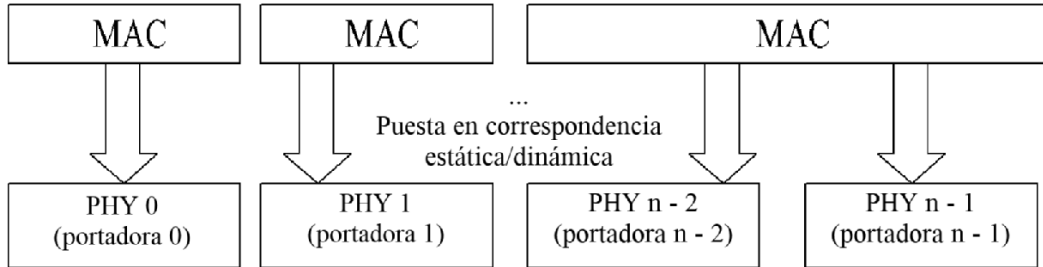 MAC
MAC
MAC
...
Puesta en correspondencia
estática/dinámica
PHY 0
(portadora 0)
PHY 1
(portadora 1)
PHY n - 2
(portadora n - 2)
PHY n - 1
(portadora n - 1)